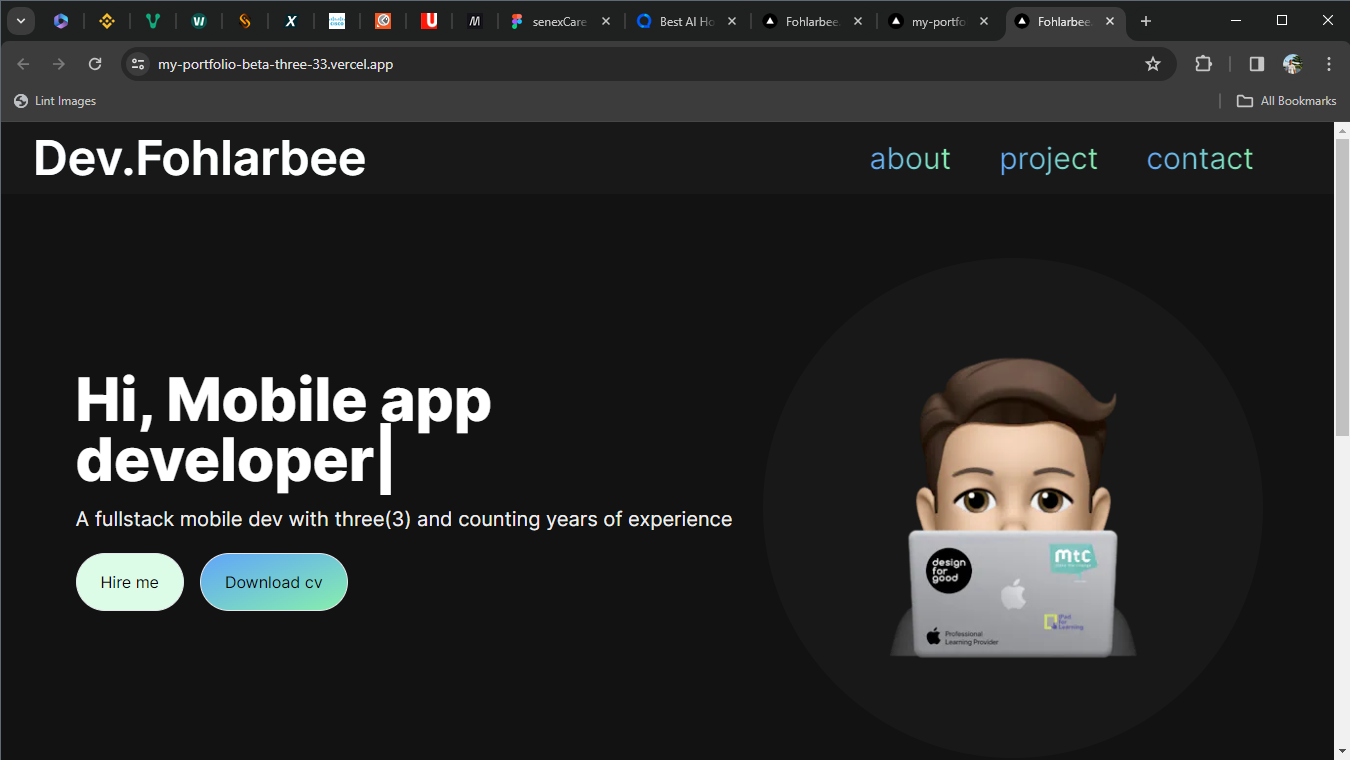 senexCare
Best AI Ho
Fohlarbee
my-portfo
Fohlarbee
my-portfolio-beta-three-33.vercel.app
Lint Images
All Bookmarks
Dev.Fohlarbee
about
project
contact
Hi, Mobile app
developer|
A fullstack mobile dev with three(3) and counting years of experience
Hire me
Download cv
design
for
good
mtc
iPad
for
Learning
Professional
Learning Provider